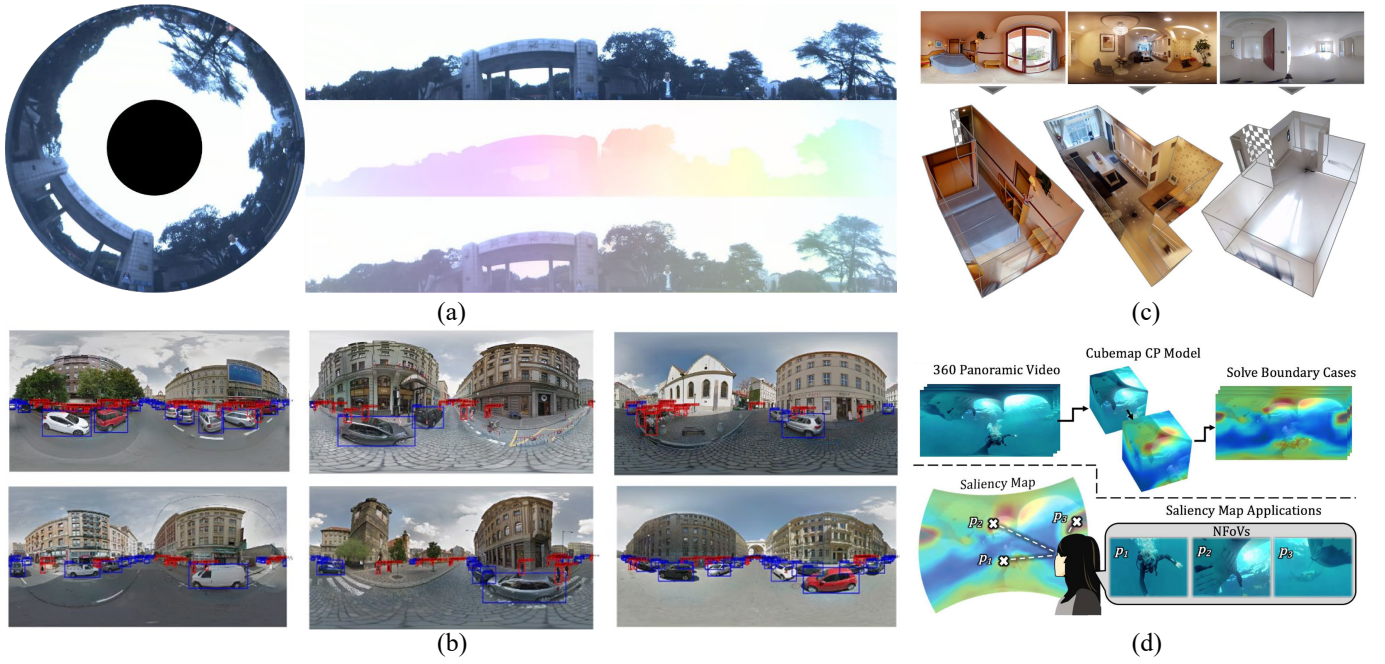 (a)
(c)
(b)
360 Panoramic Video
Cubemap CP Model
Solve Boundary Cases
Saliency Map
p₂
p₃
p₁
Saliency Map Applications
NFoVs
p₁
p₂
p₃
(d)